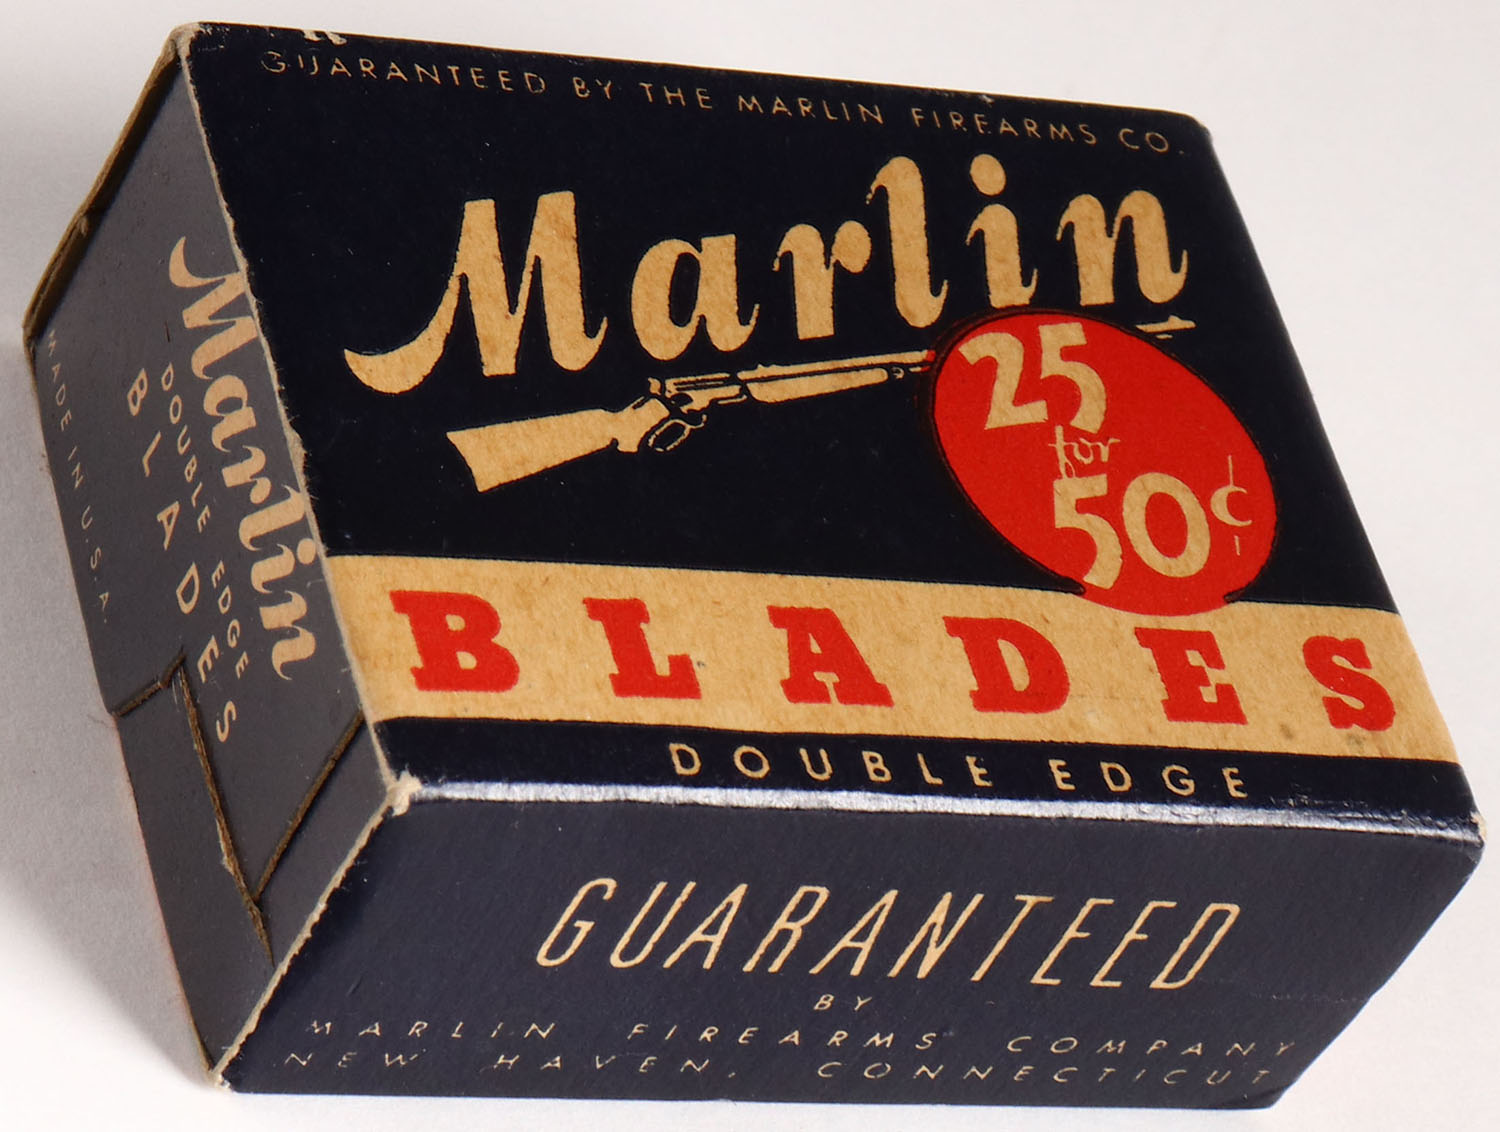 GUARANTEED BY THE MARLIN FIREARMS CO.
Marlin
25
for
50¢
BLADES
DOUBLE EDGE
Marlin
DOUBLE EDGE
BLADES
MADE IN U.S.A.
GUARANTEED
BY
MARLIN FIREARMS COMPANY
NEW HAVEN, CONNECTICUT